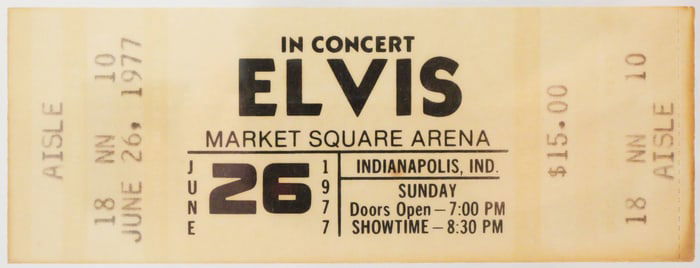 AISLE
18 NN 10
JUNE 26, 1977
IN CONCERT
ELVIS
MARKET SQUARE ARENA
JUNE
26
1977
INDIANAPOLIS, IND.
SUNDAY
Doors Open – 7:00 PM
SHOWTIME – 8:30 PM
$15.00
18 NN 10
AISLE